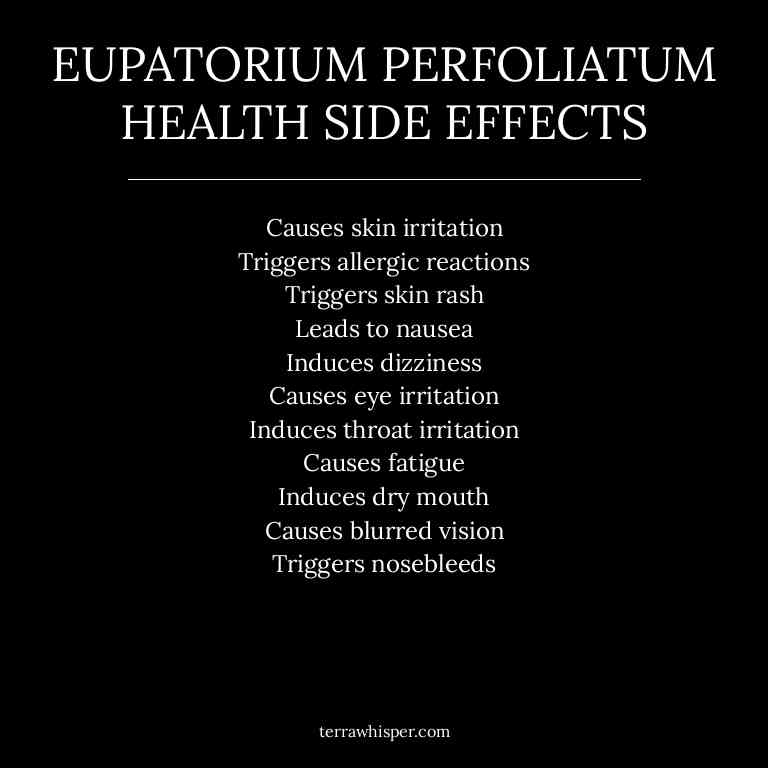 EUPATORIUM PERFOLIATUM
HEALTH SIDE EFFECTS
Causes skin irritation
Triggers allergic reactions
Triggers skin rash
Leads to nausea
Induces dizziness
Causes eye irritation
Induces throat irritation
Causes fatigue
Induces dry mouth
Causes blurred vision
Triggers nosebleeds
terrawhisper.com